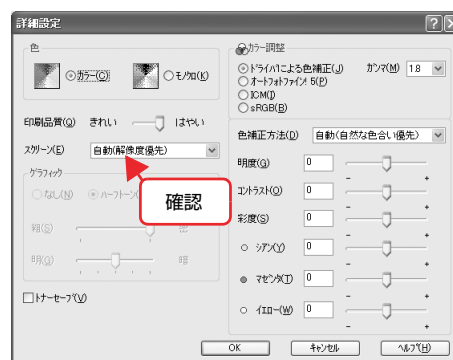 詳細設定
色
カラー(C)
モノクロ(K)
印刷品質(Q) きれい はやい
スクリーン(E) 自動(解像度優先)
グラフィック
なし(N) ハーフトーン(
確認
粗(S) 密
明(G) 暗
トナーセーブ(V)
カラー調整
ドライバによる色補正(J) ガンマ(M) 1.8
オートフォトファイン!5(P)
ICM(I)
sRGB(B)
色補正方法(D) 自動(自然な色合い優先)
明度(G) 0
- +
コントラスト(O) 0
- +
彩度(S) 0
- +
シアン(Y) 0
- +
マゼンタ(T) 0
- +
イエロー(W) 0
- +
OK キャンセル ヘルプ(H)